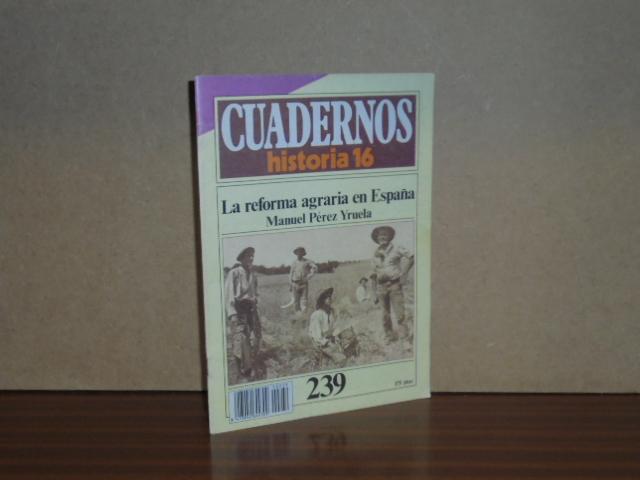 CUADERNOS
historia 16
La reforma agraria en España
Manuel Pérez Yruela
239